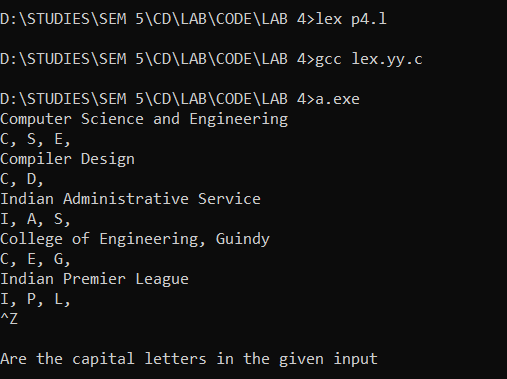 D:\STUDIES\SEM 5\CD\LAB\CODE\LAB 4>lex p4.l
D:\STUDIES\SEM 5\CD\LAB\CODE\LAB 4>gcc lex.yy.c
D:\STUDIES\SEM 5\CD\LAB\CODE\LAB 4>a.exe
Computer Science and Engineering
C, S, E,
Compiler Design
C, D,
Indian Administrative Service
I, A, S,
College of Engineering, Guindy
C, E, G,
Indian Premier League
I, P, L,
^Z
Are the capital letters in the given input